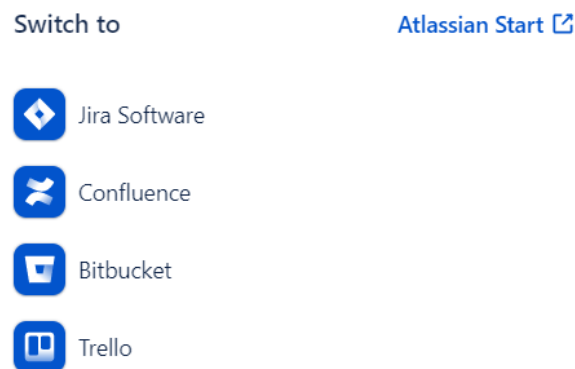 Switch to Atlassian Start
Jira Software
Confluence
Bitbucket
Trello